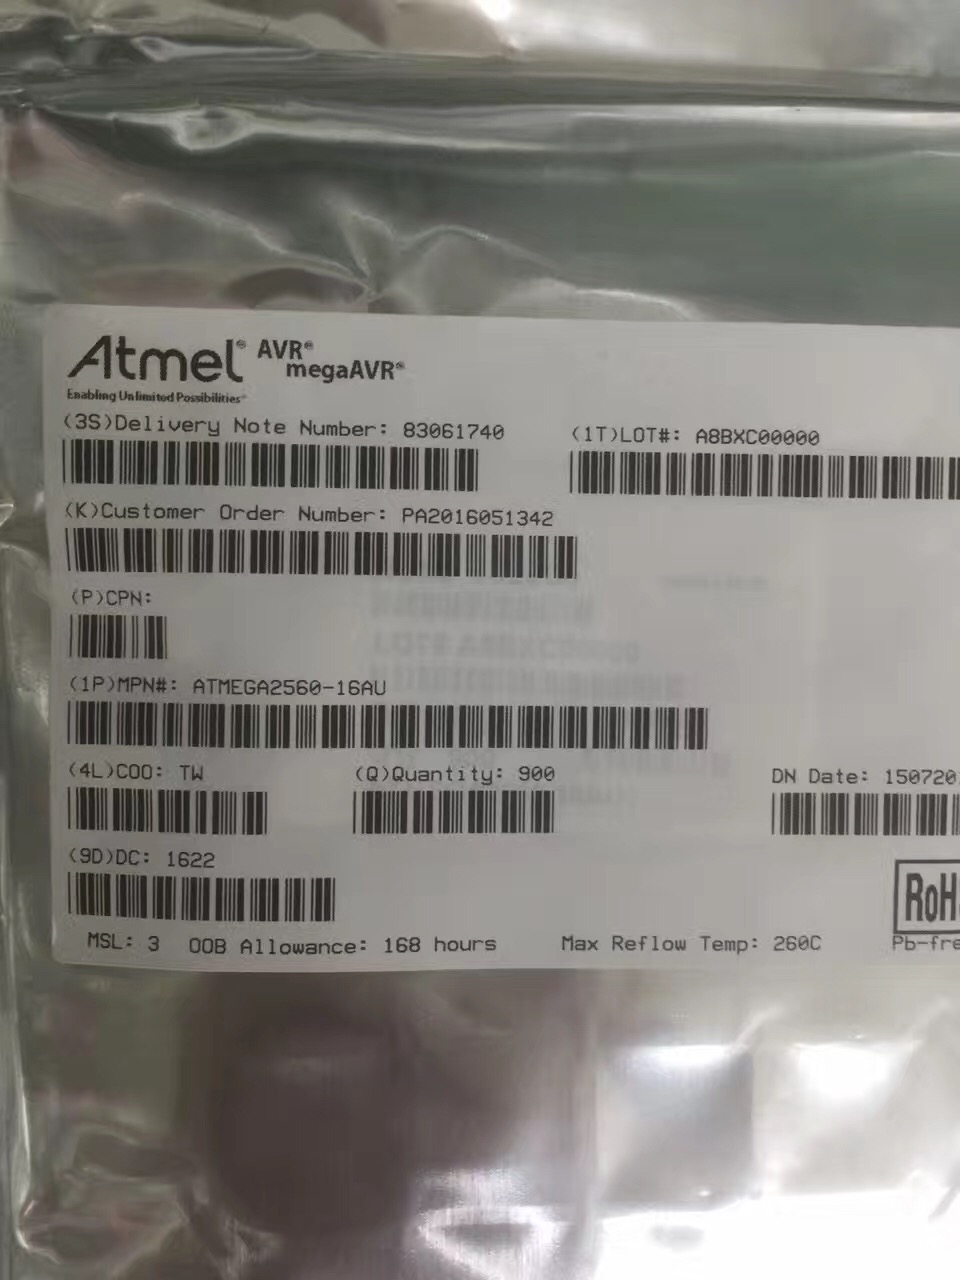 Atmel® AVR®
megaAVR®
Enabling Unlimited Possibilities®
(3S)Delivery Note Number: 83061740
(1T)LOT#: A8BXC00000
(K)Customer Order Number: PA2016051342
(P)CPN:
(1P)MPN#: ATMEGA2560-16AU
(4L)COO: TW
(Q)Quantity: 900
DN Date: 150720
(9D)DC: 1622
RoH
MSL: 3 OOB Allowance: 168 hours Max Reflow Temp: 260C Pb-fre